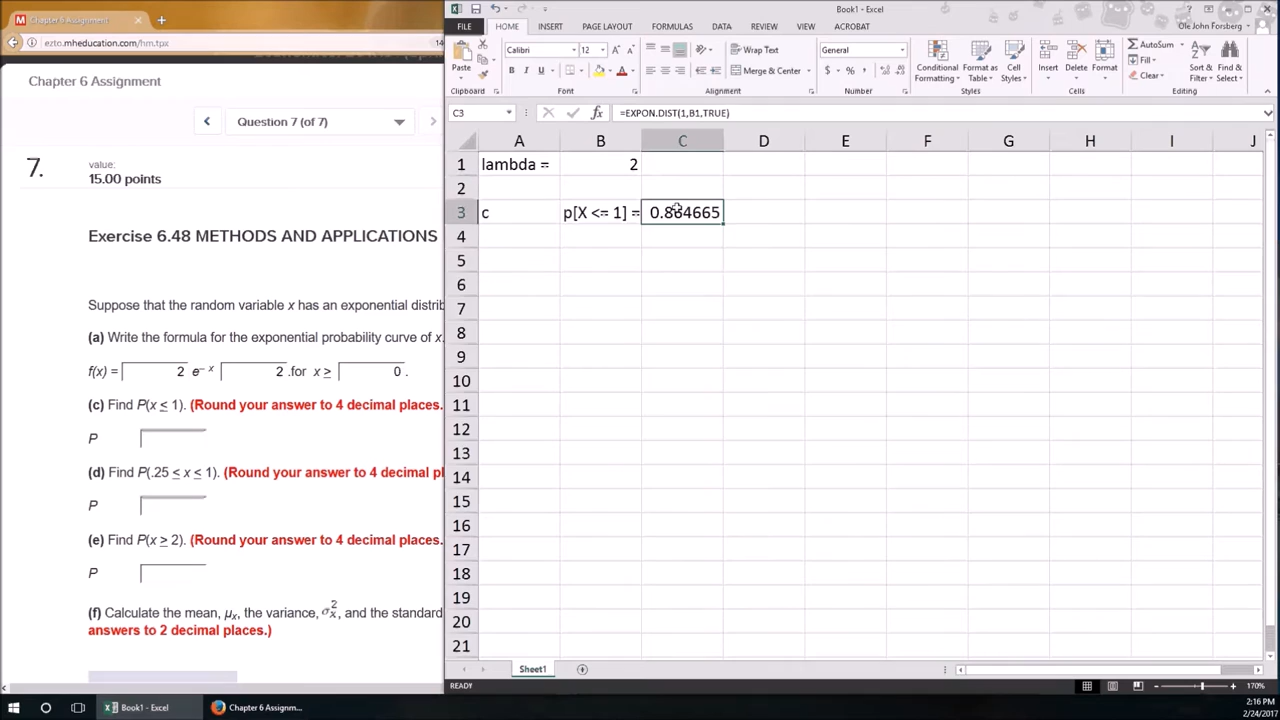 Chapter 6 Assignment
Book1 - Excel
Ole John Forsberg
ezto.mheducation.com/hm.tpx
FILE HOME INSERT PAGE LAYOUT FORMULAS DATA REVIEW VIEW ACROBAT
Paste
Calibri 12
B I U
Wrap Text
Merge & Center
General
Conditional Formatting
Format as Table
Cell Styles
Insert Delete Format
AutoSum
Fill
Clear
Sort & Filter
Find & Select
Clipboard Font Alignment Number Styles Cells Editing
C3 fx =EXPON.DIST(1,B1,TRUE)
A B C D E F G H I J
1 lambda = 2
2
3 c p[X <= 1] = 0.864665
4
5
6
7
8
9
10
11
12
13
14
15
16
17
18
19
20
21
Sheet1
READY
170%
Chapter 6 Assignment
Question 7 (of 7)
7.
value:
15.00 points
Exercise 6.48 METHODS AND APPLICATIONS
Suppose that the random variable x has an exponential distrib
(a) Write the formula for the exponential probability curve of x.
f(x) = 2 e– x 2 .for x ≥ 0 .
(c) Find P(x ≤ 1). (Round your answer to 4 decimal places.
P
(d) Find P(.25 ≤ x ≤ 1). (Round your answer to 4 decimal pl
P
(e) Find P(x ≥ 2). (Round your answer to 4 decimal places.
P
(f) Calculate the mean, μx, the variance, σ2x, and the standard
answers to 2 decimal places.)
Book1 - Excel
Chapter 6 Assignm...
2:16 PM
2/24/2017